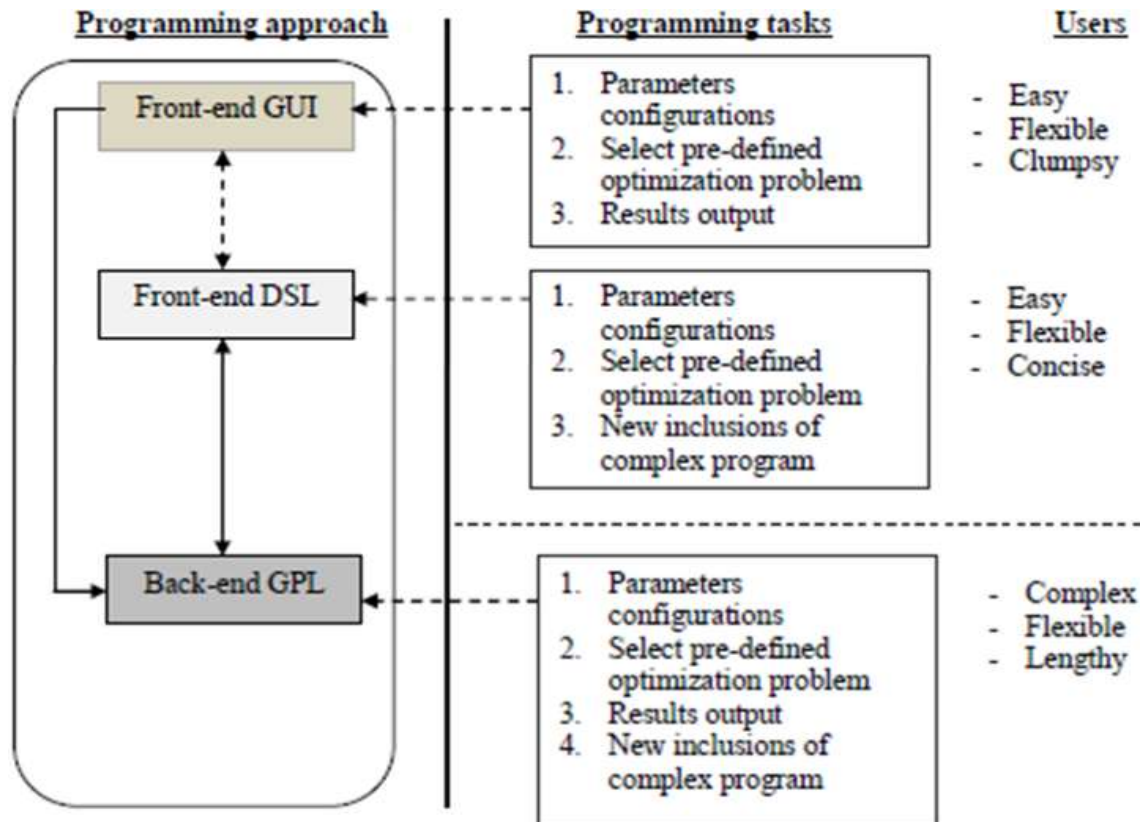 Programming approach
Programming tasks
Users
Front-end GUI
1. Parameters
configurations
2. Select pre-defined
optimization problem
3. Results output
- Easy
- Flexible
- Clumpsy
Front-end DSL
1. Parameters
configurations
2. Select pre-defined
optimization problem
3. New inclusions of
complex program
- Easy
- Flexible
- Concise
Back-end GPL
1. Parameters
configurations
2. Select pre-defined
optimization problem
3. Results output
4. New inclusions of
complex program
- Complex
- Flexible
- Lengthy